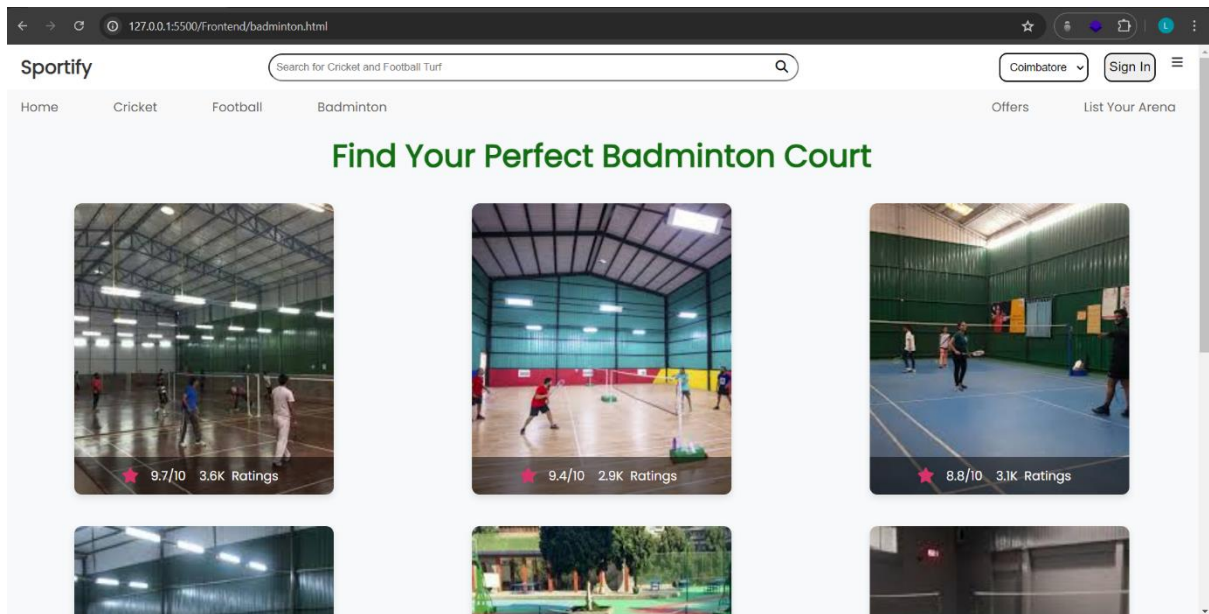 127.0.0.1:5500/Frontend/badminton.html
L
Sportify
Search for Cricket and Football Turf
Coimbatore
Sign In
Home Cricket Football Badminton Offers List Your Arena
Find Your Perfect Badminton Court
9.7/10 3.6K Ratings
9.4/10 2.9K Ratings
8.8/10 3.1K Ratings